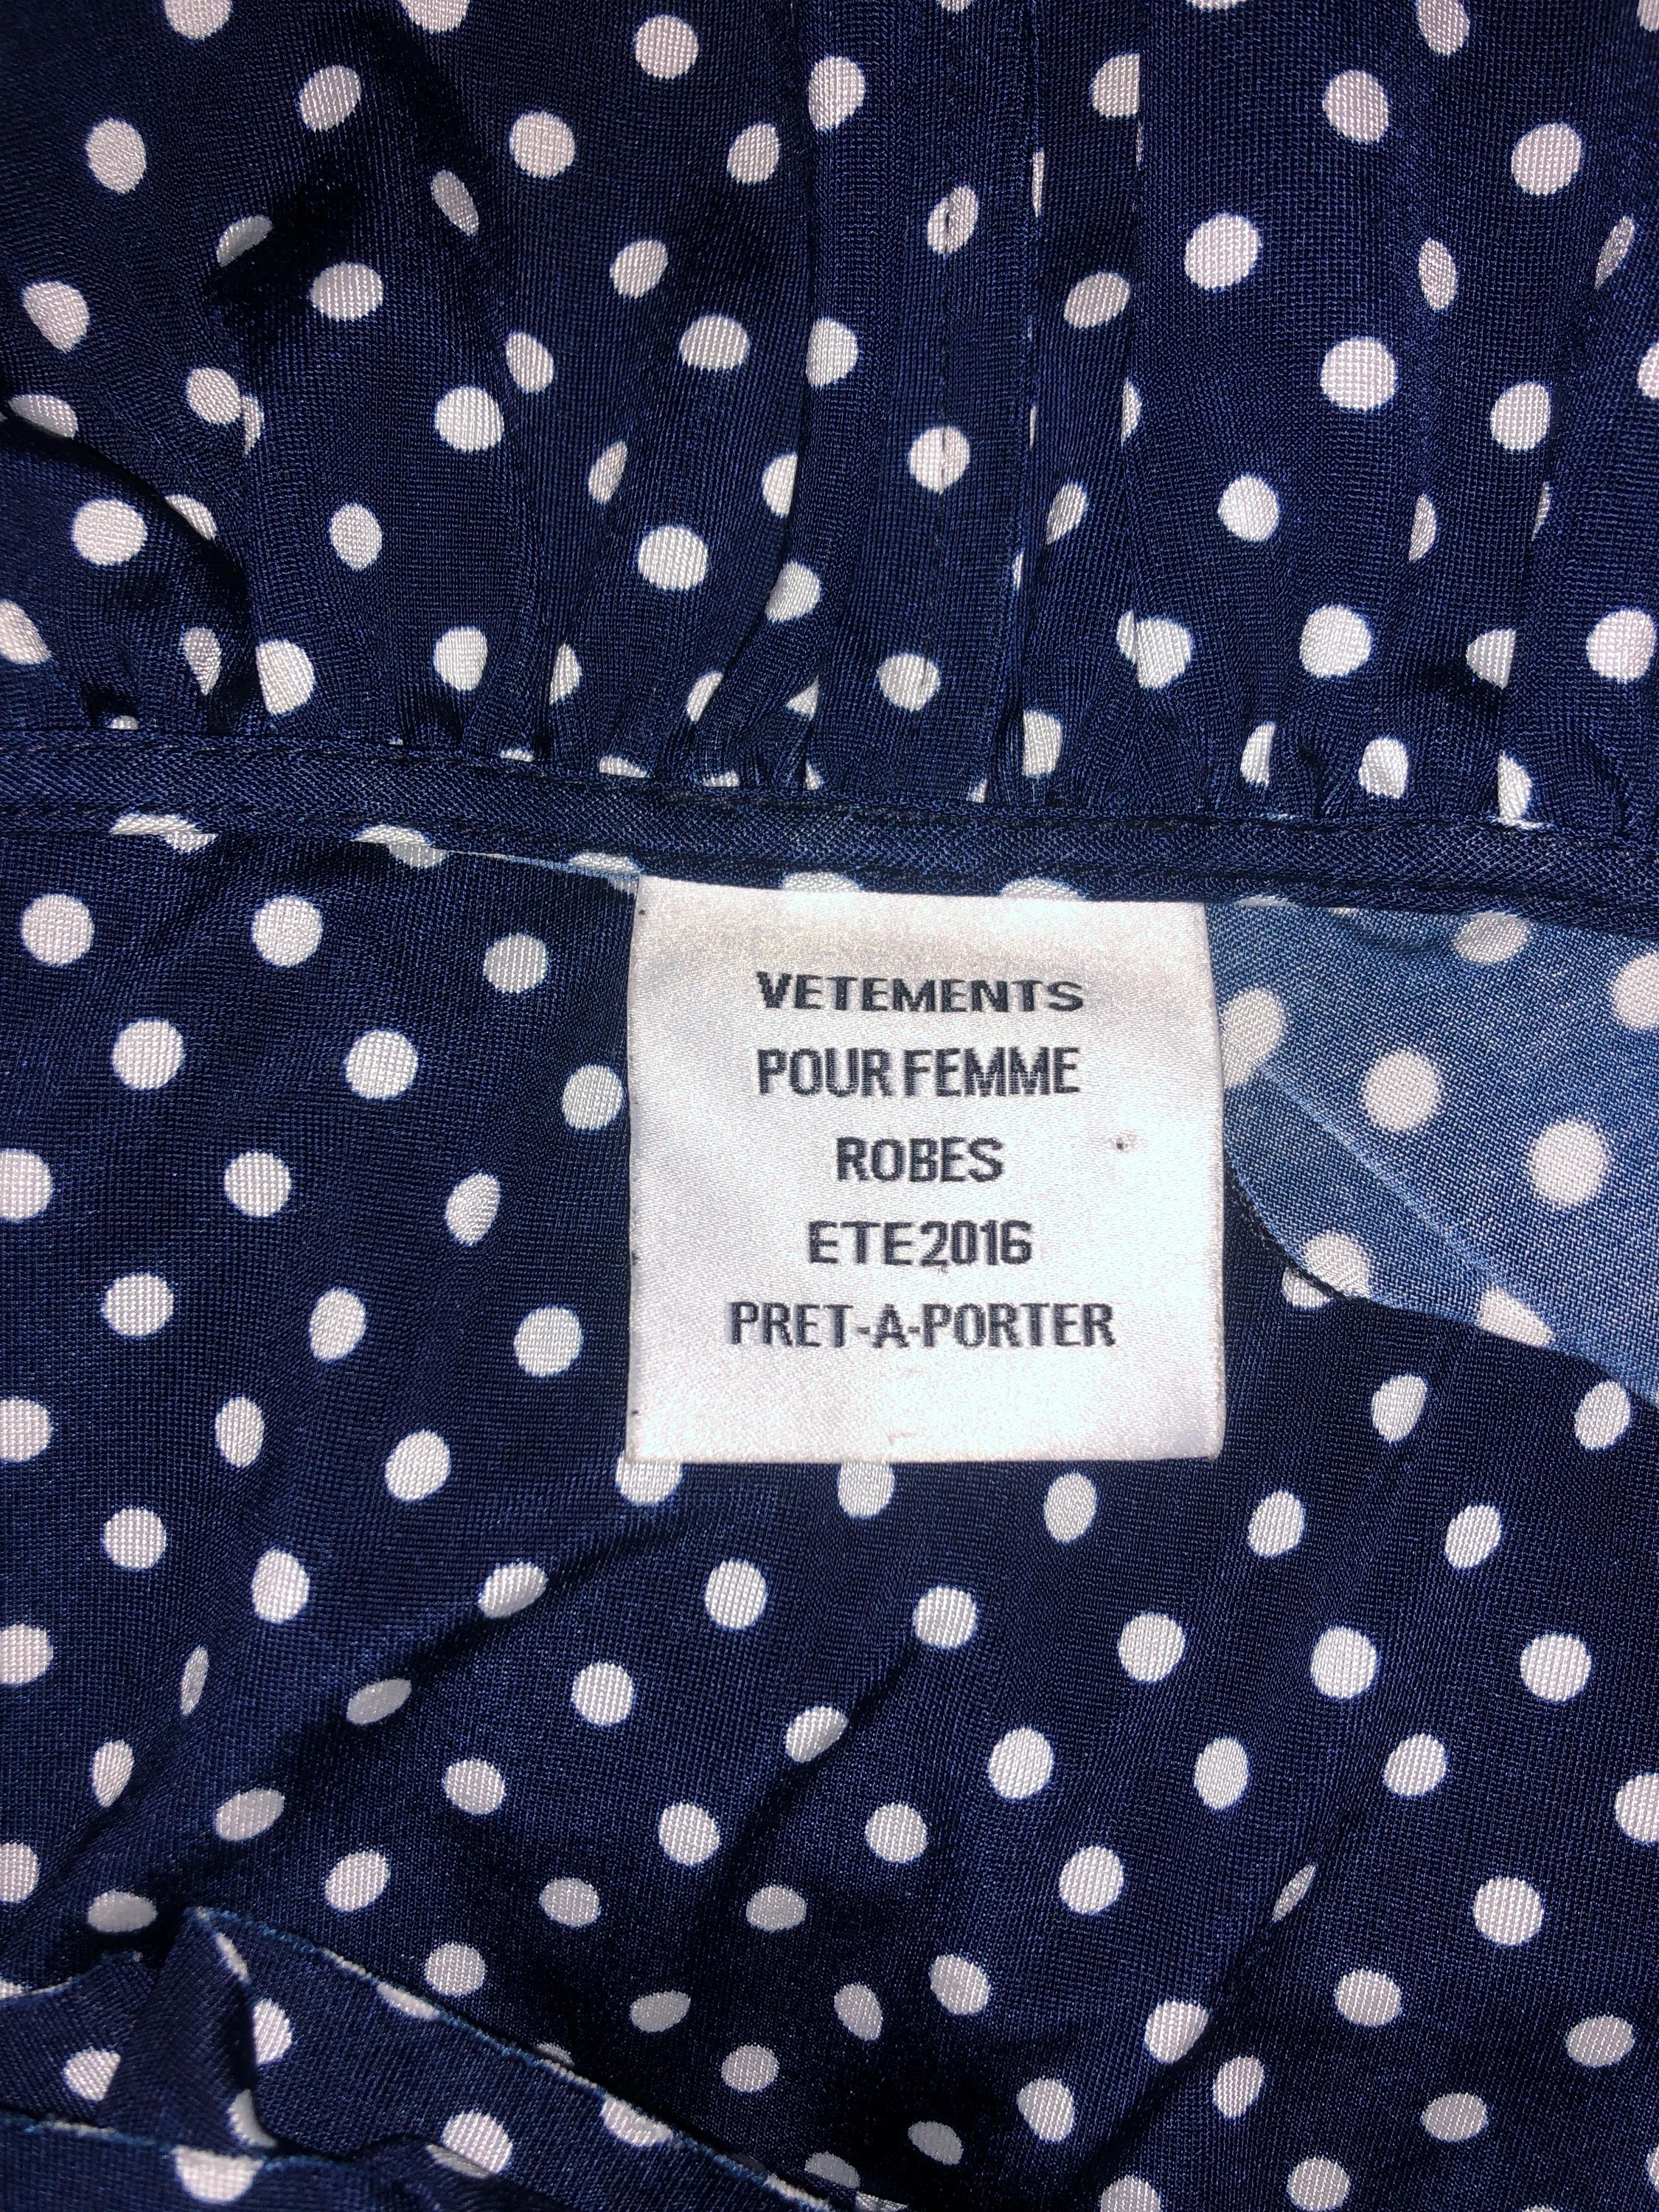 VETEMENTS
POUR FEMME
ROBES
ETE2016
PRET-A-PORTER